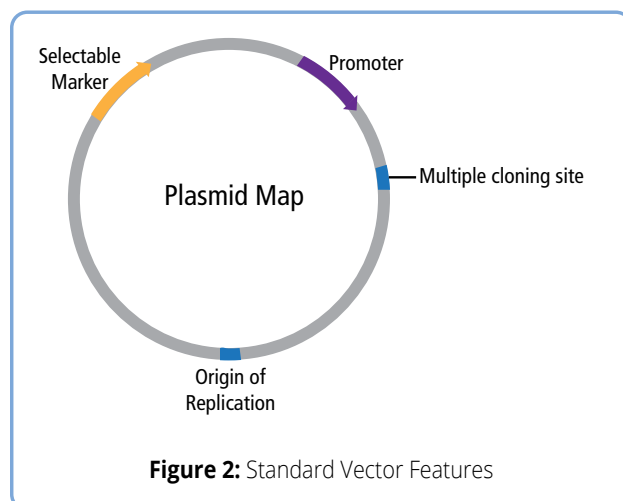 Selectable
Marker
Promoter
Multiple cloning site
Plasmid Map
Origin of
Replication
Figure 2: Standard Vector Features